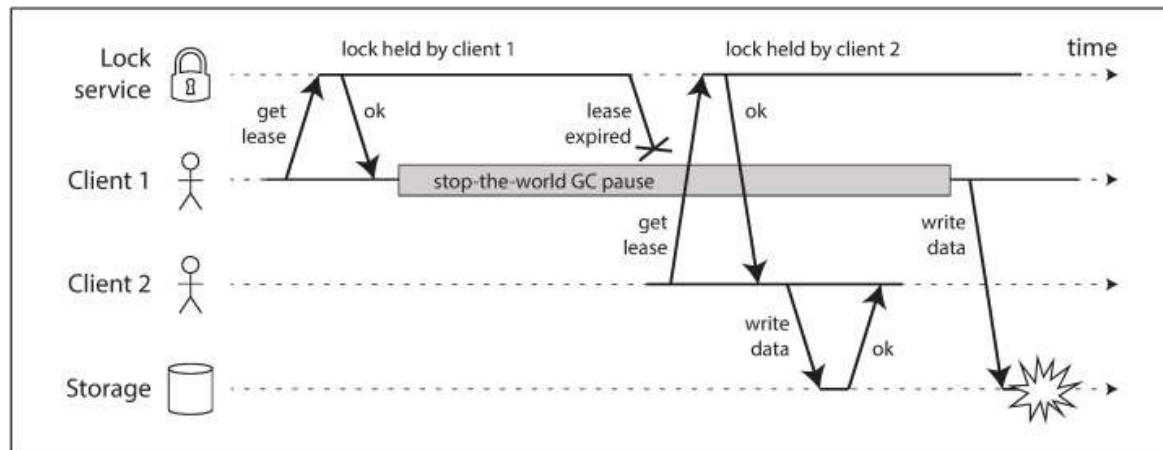 Lock
service
lock held by client 1
lock held by client 2
time
get
lease
ok
lease
expired
ok
Client 1
stop-the-world GC pause
get
lease
write
data
Client 2
write
data
ok
Storage